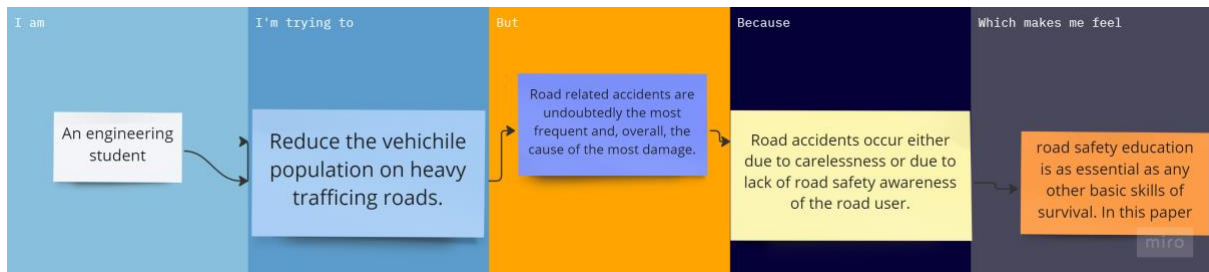 I am
I'm trying to
But
Because
Which makes me feel
An engineering
student
Reduce the vehichile
population on heavy
trafficing roads.
Road related accidents are
undoubtedly the most
frequent and, overall, the
cause of the most damage.
Road accidents occur either
due to carelessness or due to
lack of road safety awareness
of the road user.
road safety education
is as essential as any
other basic skills of
survival. In this paper
miro